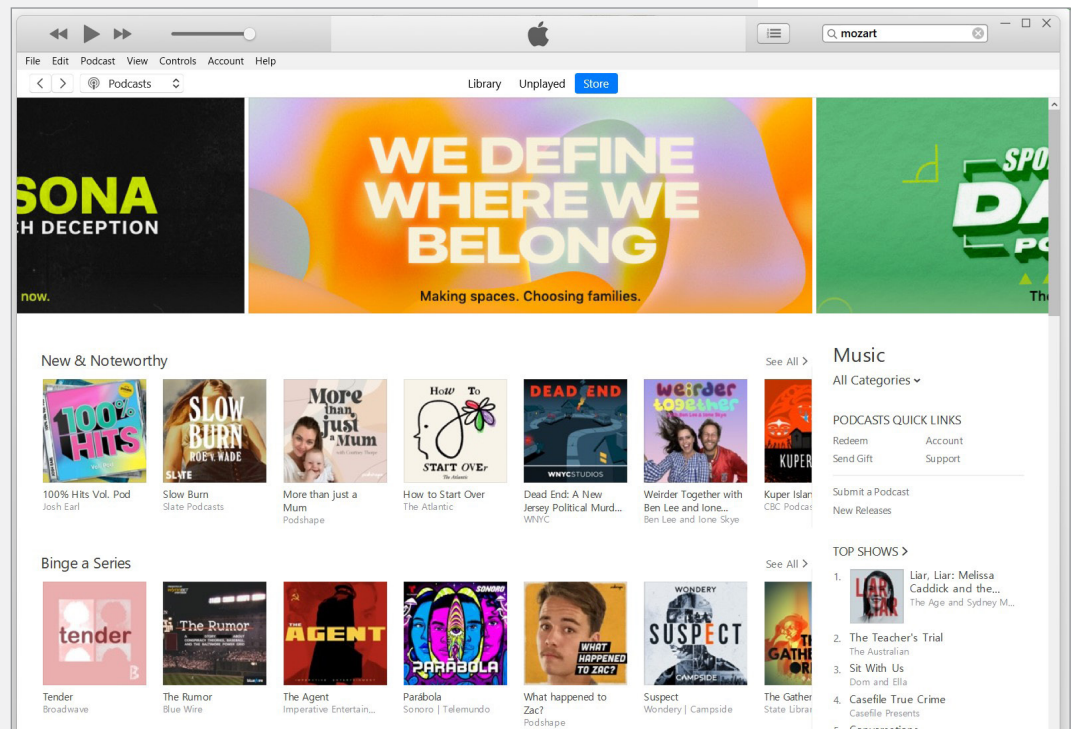 mozart
File Edit Podcast View Controls Account Help
Podcasts
Library Unplayed Store
SONA
CH DECEPTION
now.
WE DEFINE
WHERE WE
BELONG
Making spaces. Choosing families.
SPO
DA
PO
The
New & Noteworthy
See All >
100% HITS
SLOW
BURN
ROE V. WADE
SLATE
More
than
just
a Mum
HoW To
START OVEr
The Atlantic
DEAD END
WNYCSTUDIOS
weirder
together
KUPER
100% Hits Vol. Pod
Josh Earl
Slow Burn
Slate Podcasts
More than just a
Mum
Podshape
How to Start Over
The Atlantic
Dead End: A New
Jersey Political Murd...
WNYC
Weirder Together with
Ben Lee and Ione...
Ben Lee and Ione Skye
Kuper Islan
CBC Podcas
Binge a Series
See All >
tender
The Rumor
THE
AGENT
SONORO
PARÁBOLA
WHAT
HAPPENED
TO ZAC?
WONDERY
SUSPECT
CAMPSIDE
TH
GATHE
OR
Tender
Broadwave
The Rumor
Blue Wire
The Agent
Imperative Entertain...
Parábola
Sonoro | Telemundo
What happened to
Zac?
Podshape
Suspect
Wondery | Campside
The Gather
State Librar
Music
All Categories
PODCASTS QUICK LINKS
Redeem Account
Send Gift Support
Submit a Podcast
New Releases
TOP SHOWS >
1. Liar, Liar: Melissa
Caddick and the...
The Age and Sydney M...
LIAR
LIAR
2. The Teacher's Trial
The Australian
3. Sit With Us
Dom and Ella
4. Casefile True Crime
Casefile Presents